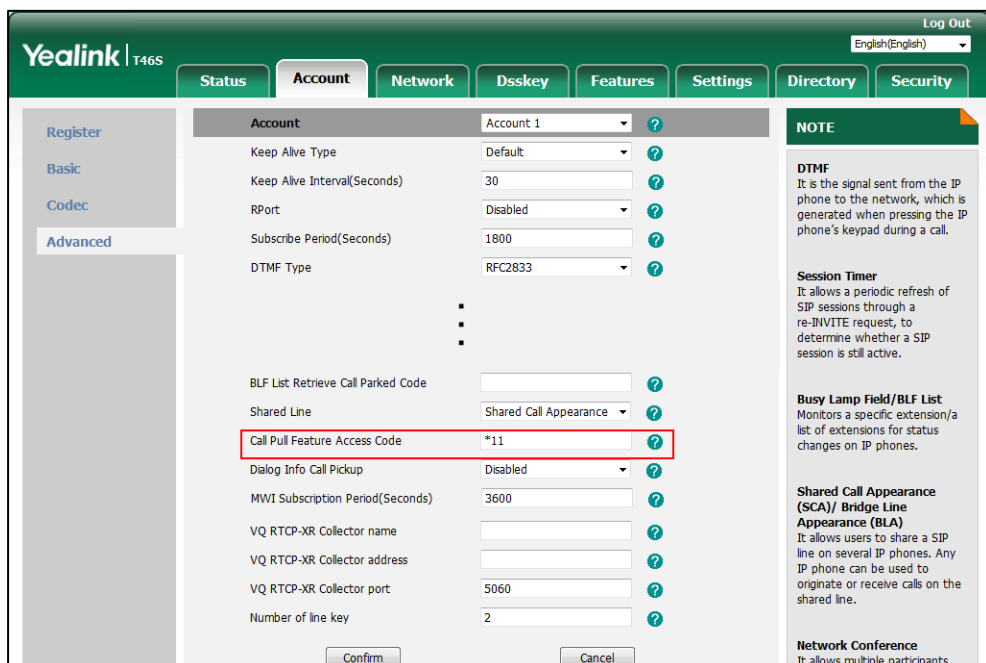 Log Out
English(English)
Yealink T46S
Status Account Network Dsskey Features Settings Directory Security
Register
Basic
Codec
Advanced
Account Account 1 ?
Keep Alive Type Default ?
Keep Alive Interval(Seconds) 30 ?
RPort Disabled ?
Subscribe Period(Seconds) 1800 ?
DTMF Type RFC2833 ?
BLF List Retrieve Call Parked Code ?
Shared Line Shared Call Appearance ?
Call Pull Feature Access Code *11 ?
Dialog Info Call Pickup Disabled ?
MWI Subscription Period(Seconds) 3600 ?
VQ RTCP-XR Collector name ?
VQ RTCP-XR Collector address ?
VQ RTCP-XR Collector port 5060 ?
Number of line key 2 ?
Confirm Cancel
NOTE
DTMF
It is the signal sent from the IP
phone to the network, which is
generated when pressing the IP
phone's keypad during a call.
Session Timer
It allows a periodic refresh of
SIP sessions through a
re-INVITE request, to
determine whether a SIP
session is still active.
Busy Lamp Field/BLF List
Monitors a specific extension/a
list of extensions for status
changes on IP phones.
Shared Call Appearance
(SCA)/ Bridge Line
Appearance (BLA)
It allows users to share a SIP
line on several IP phones. Any
IP phone can be used to
originate or receive calls on the
shared line.
Network Conference
It allows multiple participants